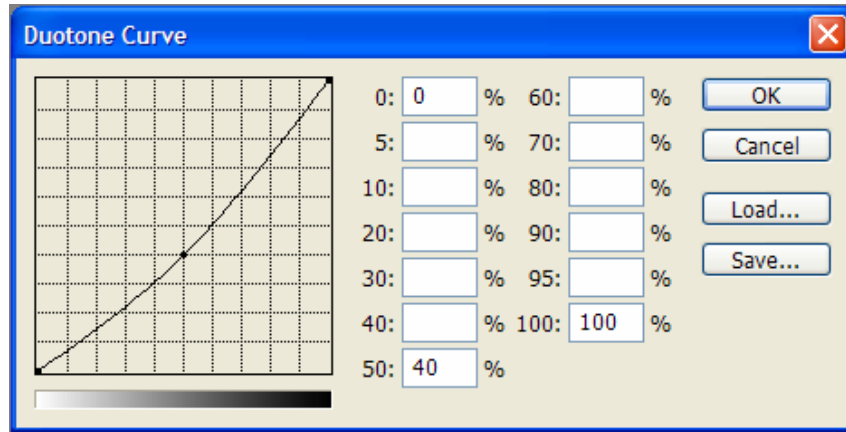 Duotone Curve
0: 0 % 60: % OK
5: % 70: % Cancel
10: % 80: %
20: % 90: % Load...
30: % 95: % Save...
40: % 100: 100 %
50: 40 %